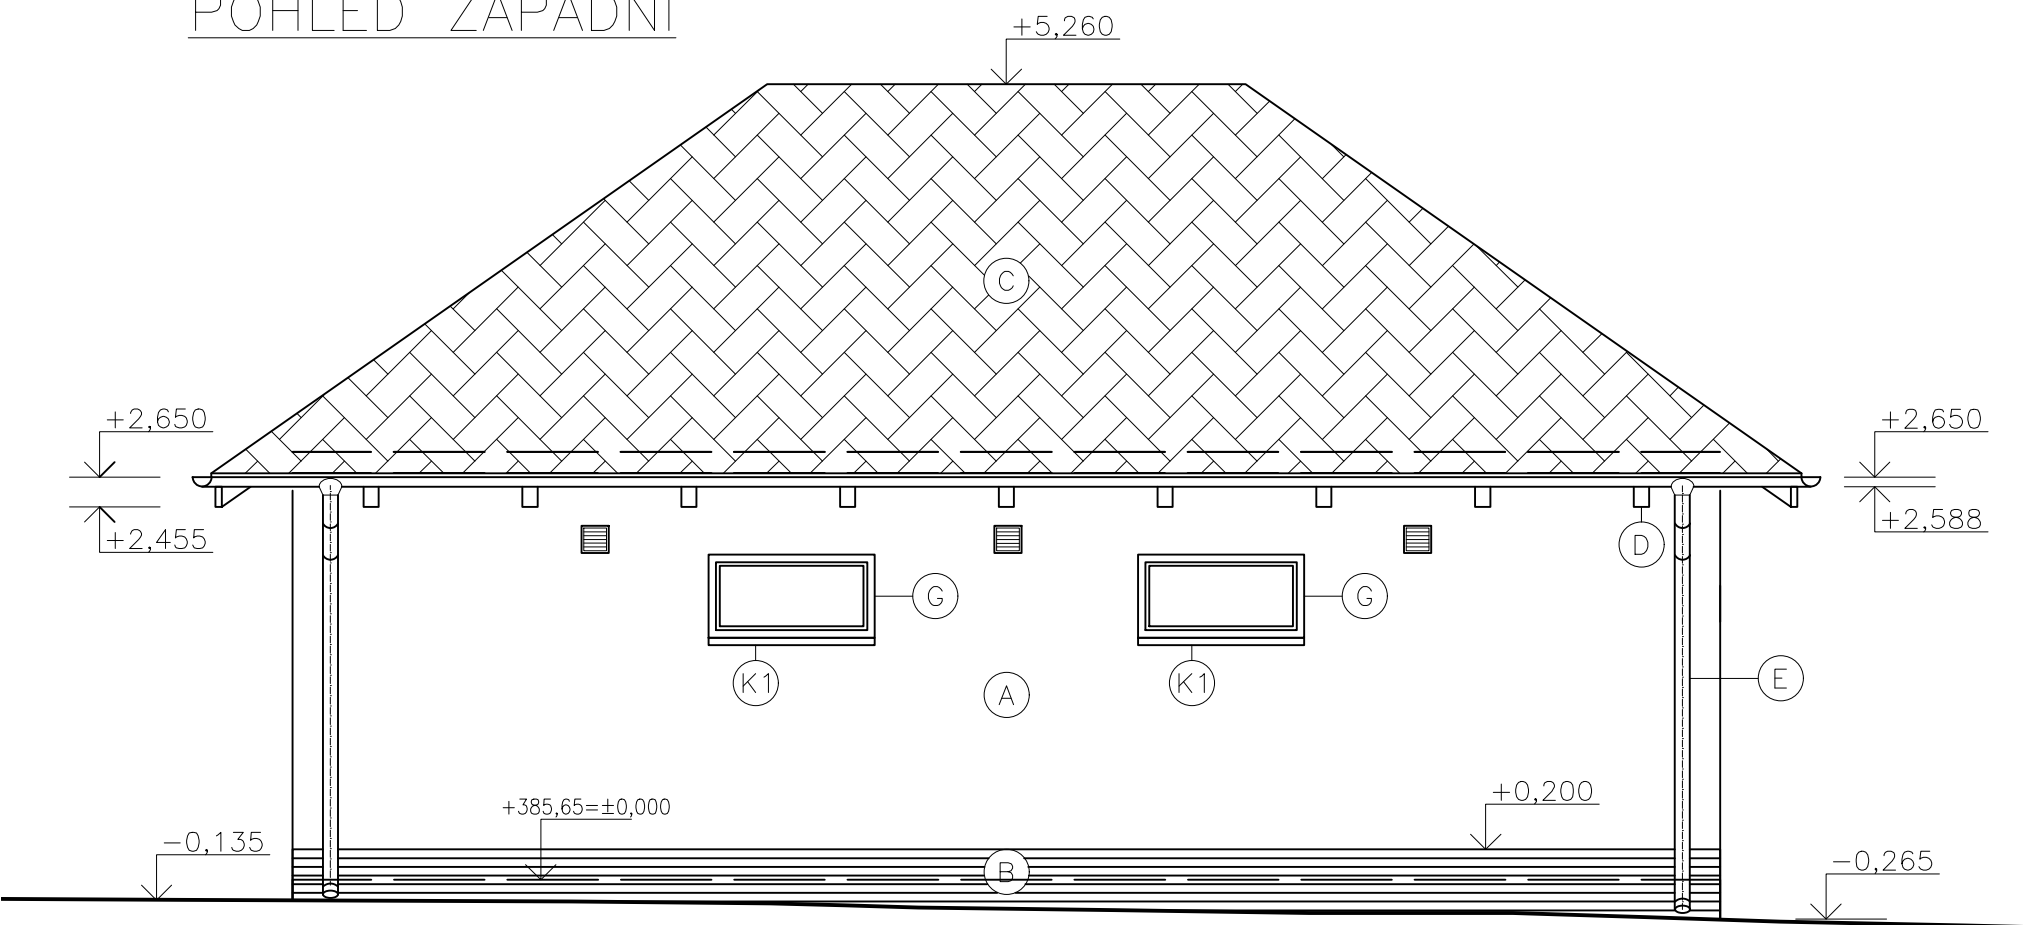 POHLED ZÁPADNÍ
+5,260
C
+2,650
+2,650
+2,455
+2,588
D
G
G
K1
K1
A
E
+385,65=±0,000
+0,200
-0,135
B
-0,265